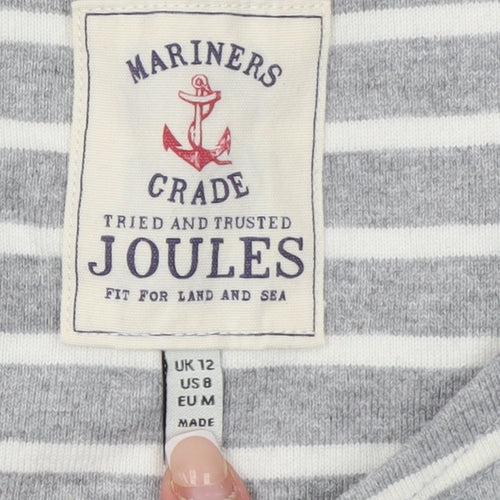 MARINERS
GRADE
TRIED AND TRUSTED
JOULES
FIT FOR LAND AND SEA
UK 12
US 8
EU M
MADE